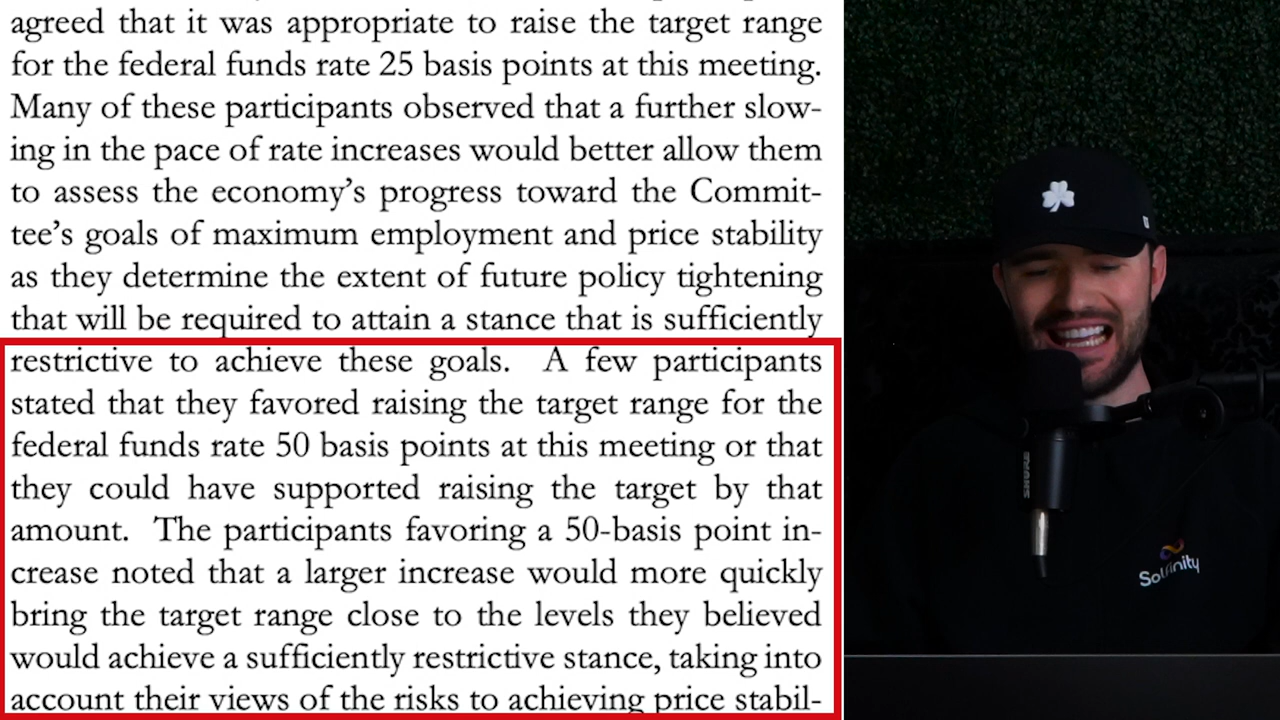 agreed that it was appropriate to raise the target range
for the federal funds rate 25 basis points at this meeting.
Many of these participants observed that a further slow-
ing in the pace of rate increases would better allow them
to assess the economy’s progress toward the Commit-
tee’s goals of maximum employment and price stability
as they determine the extent of future policy tightening
that will be required to attain a stance that is sufficiently
restrictive to achieve these goals. A few participants
stated that they favored raising the target range for the
federal funds rate 50 basis points at this meeting or that
they could have supported raising the target by that
amount. The participants favoring a 50-basis point in-
crease noted that a larger increase would more quickly
bring the target range close to the levels they believed
would achieve a sufficiently restrictive stance, taking into
account their views of the risks to achieving price stabil-
SHURE